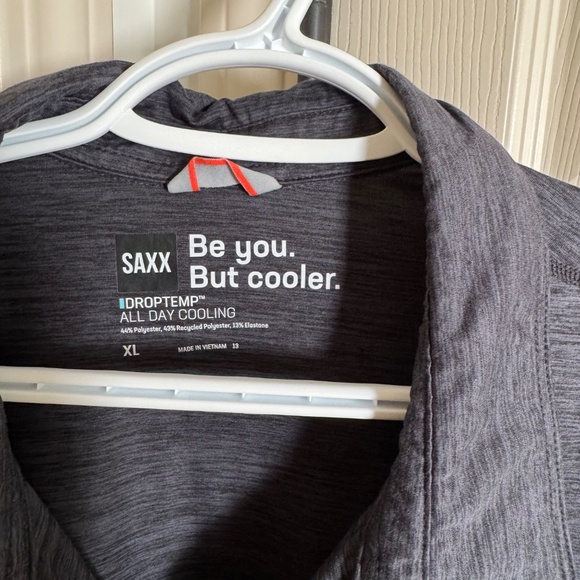 SAXX
Be you.
But cooler.
DROPTEMP™
ALL DAY COOLING
44% Polyester, 43% Recycled Polyester, 13% Elastane
XL MADE IN VIETNAM 13